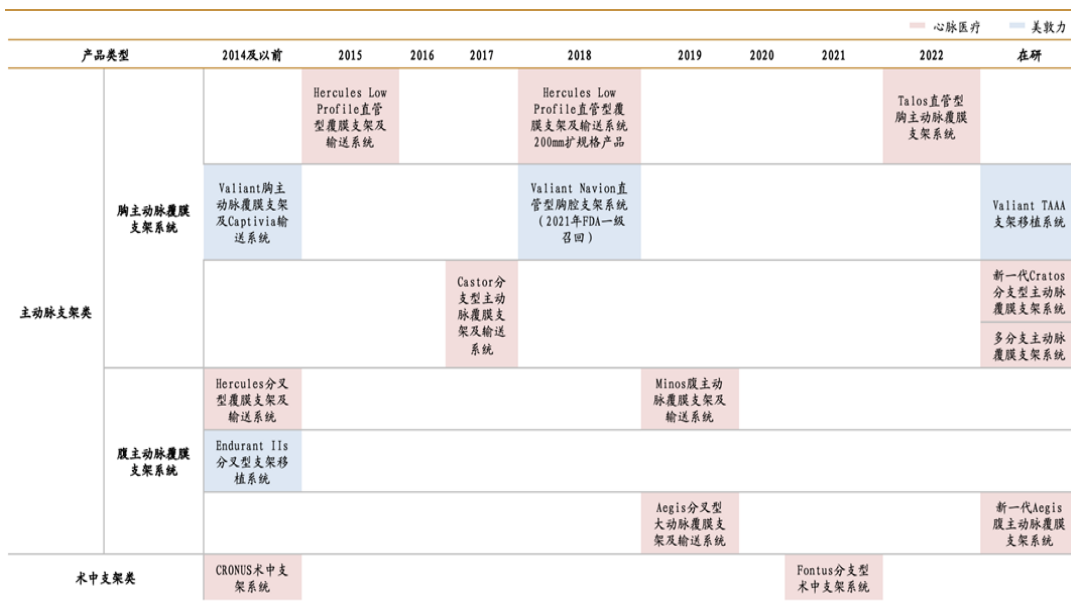 心脉医疗 美敦力
产品类型 2014及以前 2015 2016 2017 2018 2019 2020 2021 2022 在研
Hercules Low
Profile直管
型覆膜支架及
输送系统
Hercules Low
Profile直管型覆
膜支架及输送系统
200mm扩规格产品
Talos直管型
胸主动脉覆膜
支架系统
胸主动脉覆膜
支架系统
Valiant胸主
动脉覆膜支架
及Captivia输
送系统
Valiant Navion直
管型胸腔支架系统
(2021年FDA一级
召回)
Valiant TAAA
支架移植系统
Castor分
支型主动
脉覆膜支
架及输送
系统
新一代Cratos
分支型主动脉
覆膜支架系统
多分支主动脉
覆膜支架系统
主动脉支架类
腹主动脉覆膜
支架系统
Hercules分叉
型覆膜支架及
输送系统
Minos腹主动
脉覆膜支架及
输送系统
Endurant IIs
分叉型支架移
植系统
Aegis分叉型
大动脉覆膜支
架及输送系统
新一代Aegis
腹主动脉覆膜
支架系统
术中支架类
CRONUS术中支
架系统
Fontus分支型
术中支架系统